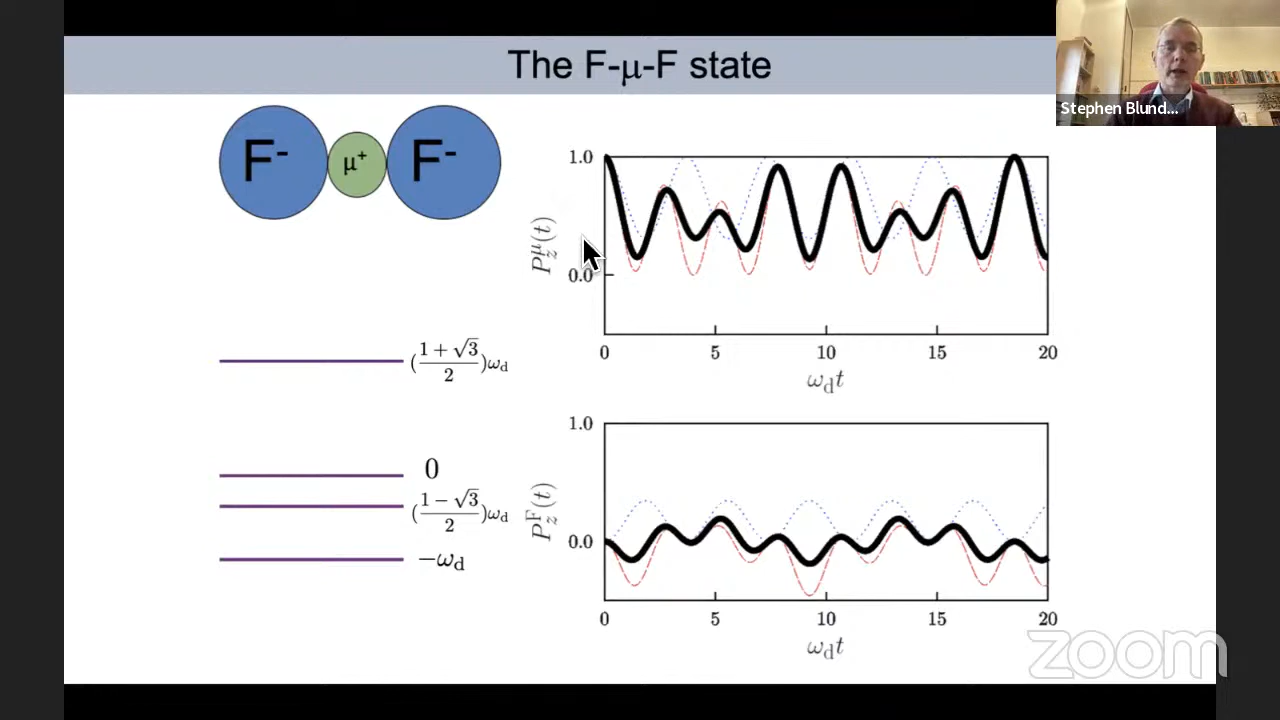 The F-μ-F state
Stephen Blund...
F⁻ μ⁺ F⁻
(1+√3/2)ω_d
0
(1−√3/2)ω_d
−ω_d
P_z^μ(t)
1.0
0.0
0 5 10 15 20
ω_d t
P_z^F(t)
1.0
0.0
0 5 10 15 20
ω_d t
zoom